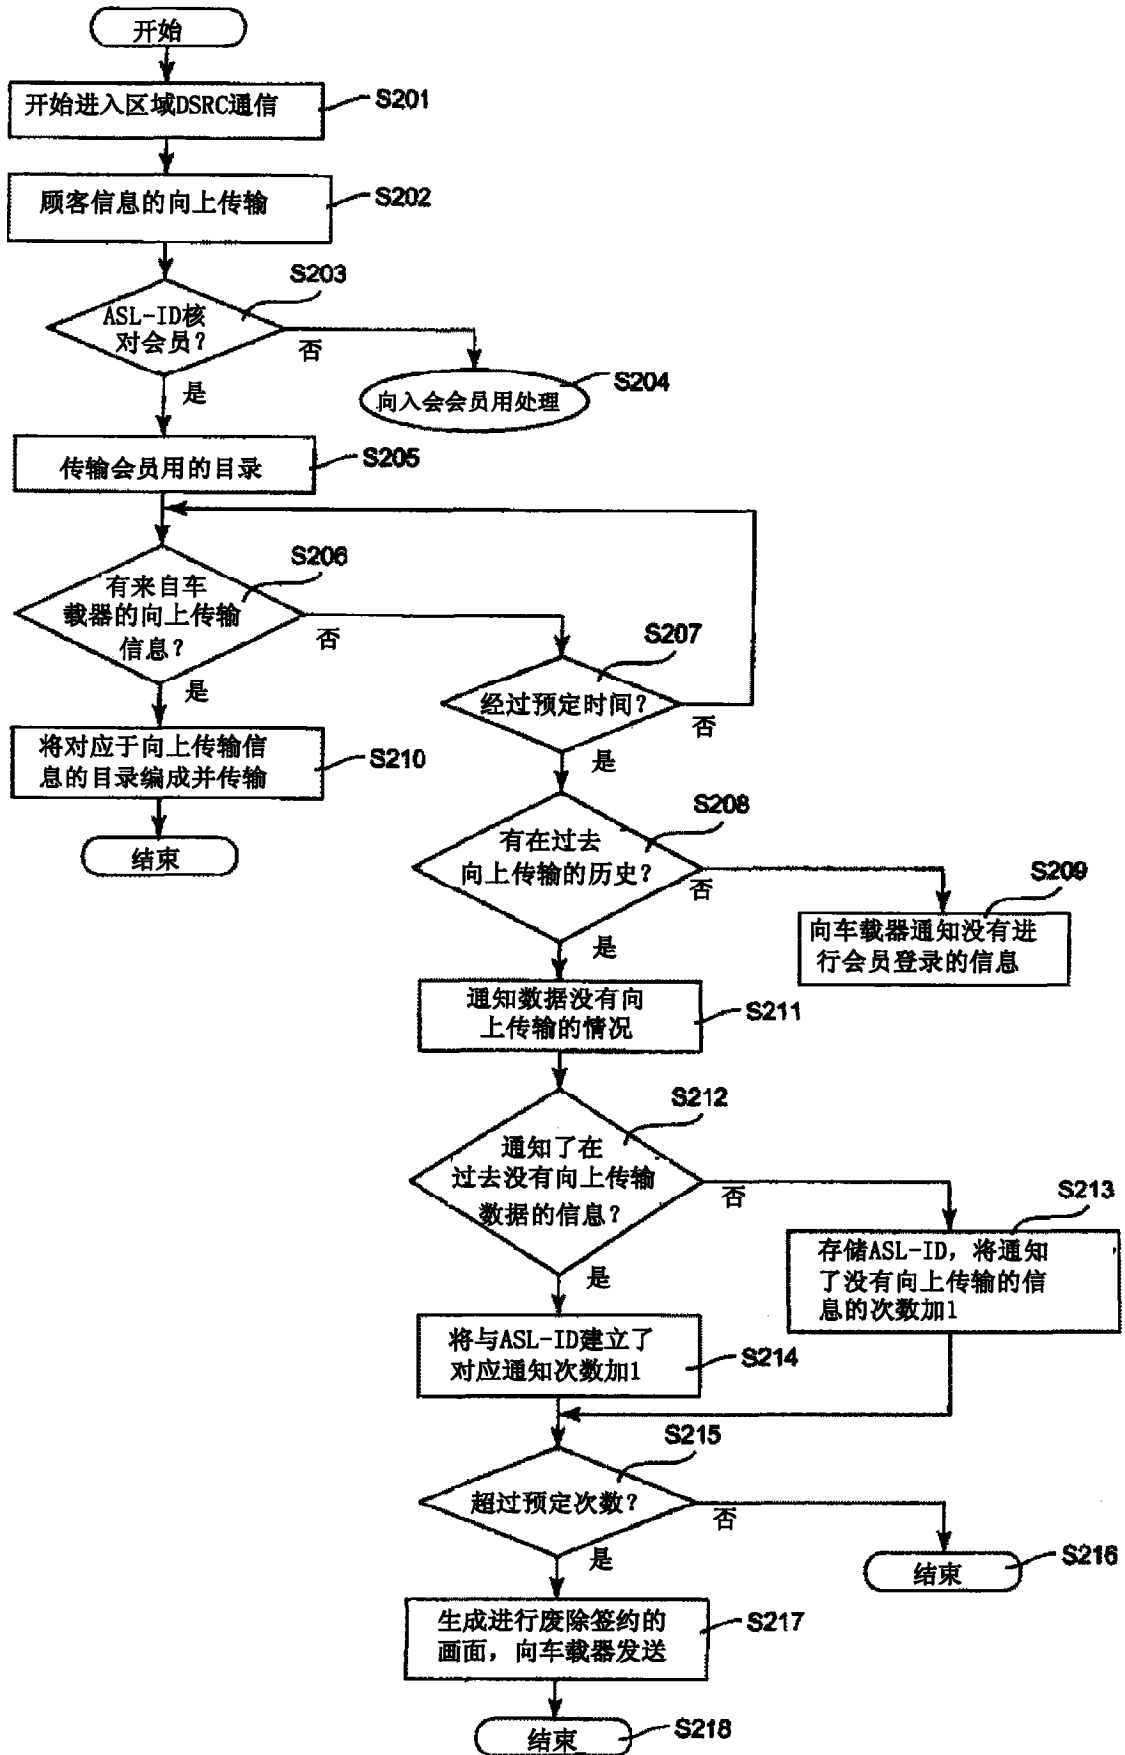 开始
开始进入区域DSRC通信
S201
顾客信息的向上传输
S202
S203
ASL-ID核
对会员？
否
是
S204
向入会会员用处理
传输会员用的目录
S205
S206
有来自车
载器的向上传输
信息？
否
是
S207
经过预定时间？
否
是
将对应于向上传输信
息的目录编成并传输
S210
结束
S208
有在过去
向上传输的历史？
否
是
S209
向车载器通知没有进
行会员登录的信息
通知数据没有向
上传输的情况
S211
S212
通知了在
过去没有向上传输
数据的信息？
否
是
S213
存储ASL-ID，将通知
了没有向上传输的信
息的次数加1
将与ASL-ID建立了
对应通知次数加1
S214
S215
超过预定次数？
否
是
结束
S216
生成进行废除签约的
画面，向车载器发送
S217
结束
S218